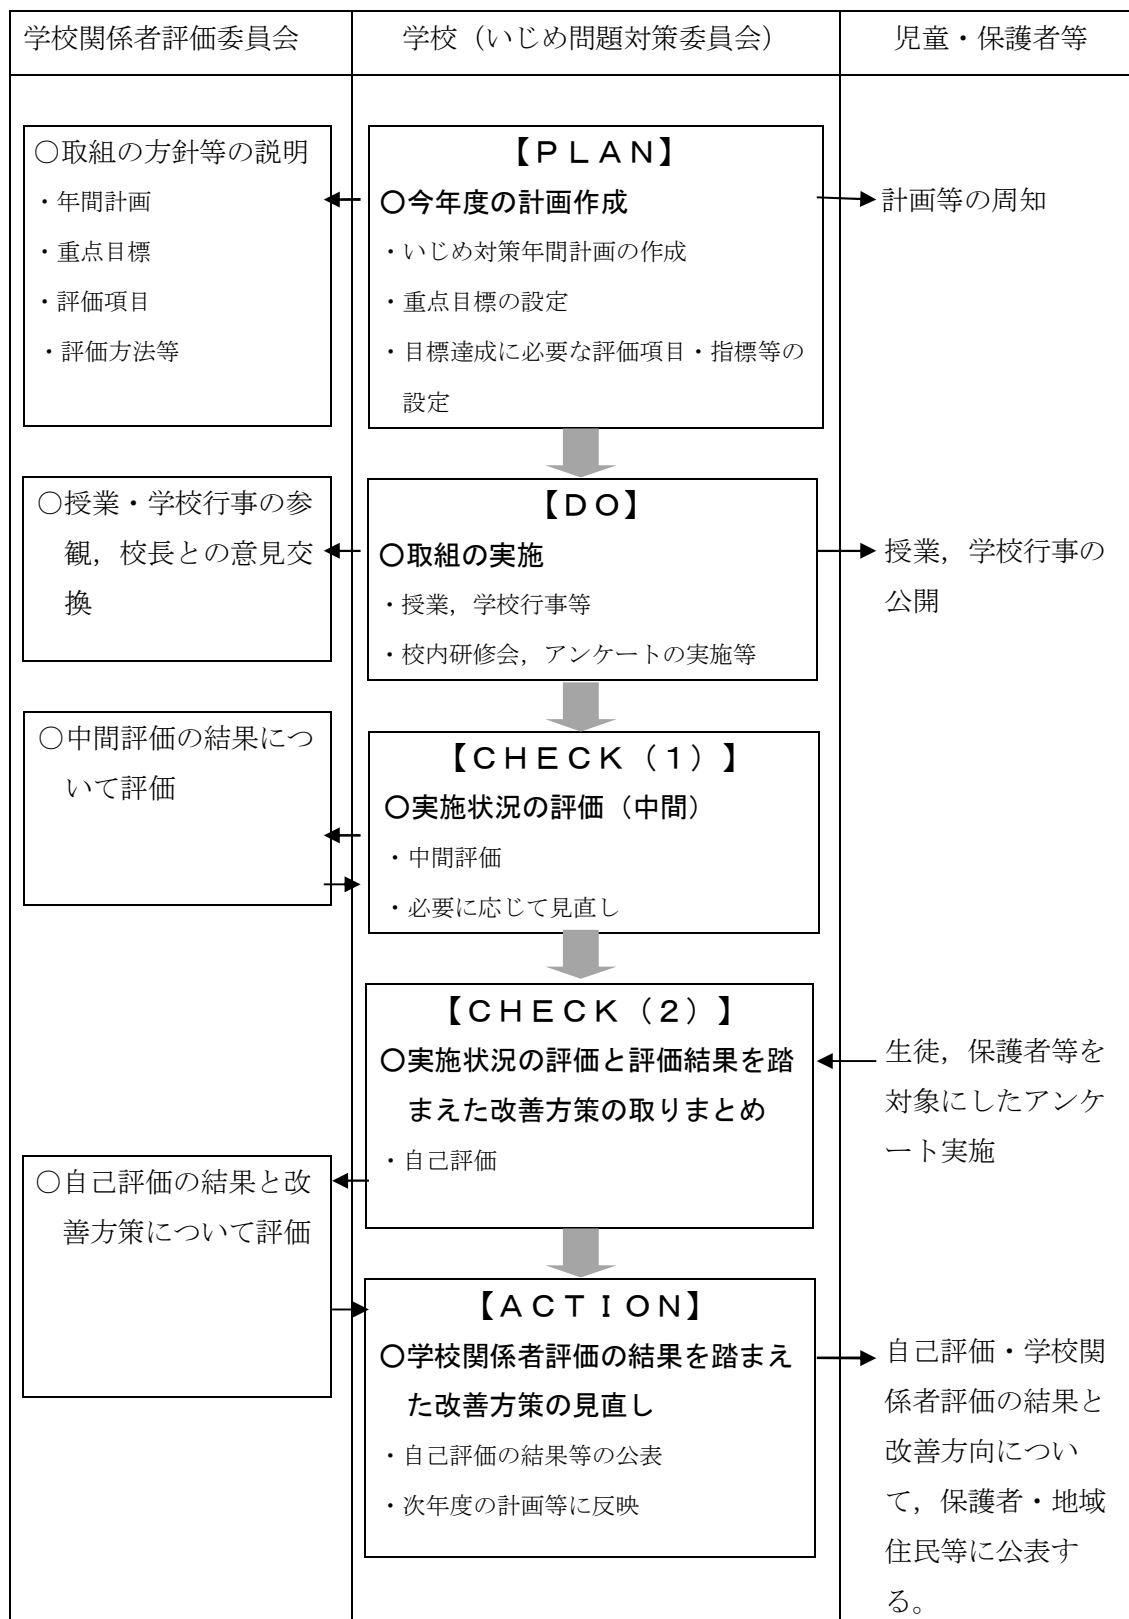 学校関係者評価委員会
学校（いじめ問題対策委員会）
児童・保護者等
○取組の方針等の説明
・年間計画
・重点目標
・評価項目
・評価方法等
【ＰＬＡＮ】
○今年度の計画作成
・いじめ対策年間計画の作成
・重点目標の設定
・目標達成に必要な評価項目・指標等の
設定
計画等の周知
○授業・学校行事の参
観，校長との意見交
換
【ＤＯ】
○取組の実施
・授業，学校行事等
・校内研修会，アンケートの実施等
授業，学校行事の
公開
○中間評価の結果につ
いて評価
【ＣＨＥＣＫ（１）】
○実施状況の評価（中間）
・中間評価
・必要に応じて見直し
【ＣＨＥＣＫ（２）】
○実施状況の評価と評価結果を踏
まえた改善方策の取りまとめ
・自己評価
生徒，保護者等を
対象にしたアンケ
ート実施
○自己評価の結果と改
善方策について評価
【ＡＣＴＩＯＮ】
○学校関係者評価の結果を踏まえ
た改善方策の見直し
・自己評価の結果等の公表
・次年度の計画等に反映
自己評価・学校関
係者評価の結果と
改善方向につい
て，保護者・地域
住民等に公表す
る。